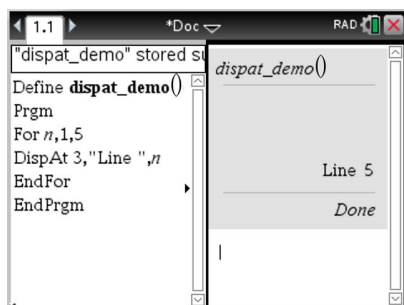 1.1
*Doc
RAD
"dispat_demo" stored su
Define dispat_demo()
Prgm
For n,1,5
DispAt 3,"Line ",n
EndFor
EndPrgm
dispat_demo()
Line 5
Done